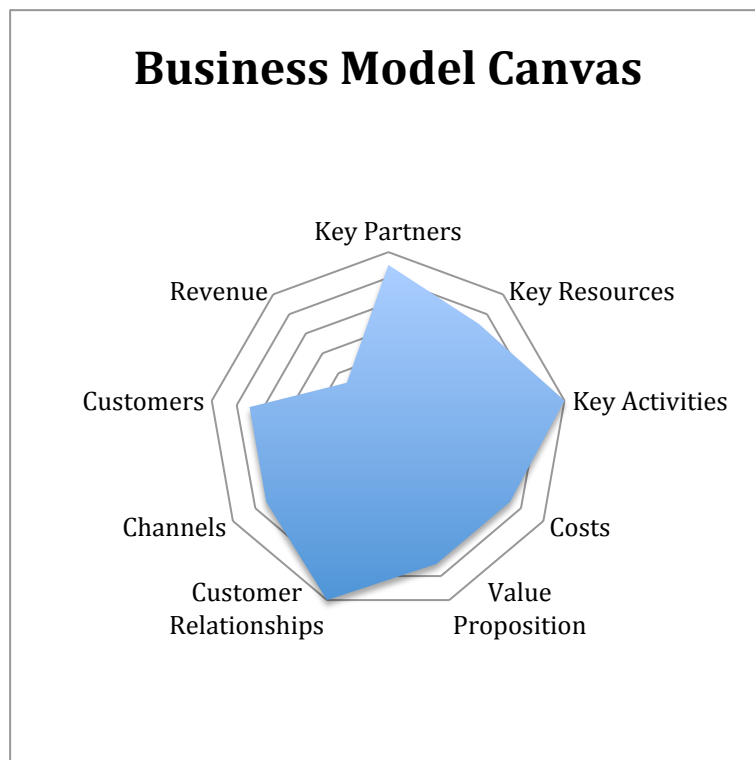 Business Model Canvas
Key Partners
Revenue
Key Resources
Customers
Key Activities
Channels
Costs
Customer
Relationships
Value
Proposition